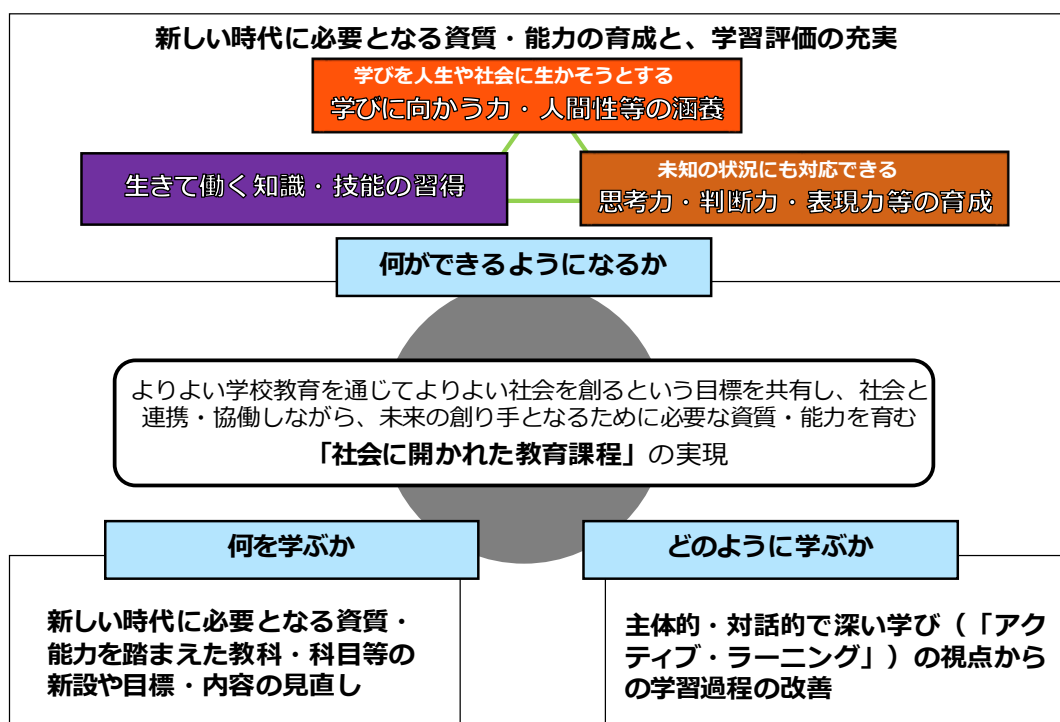 新しい時代に必要となる資質・能力の育成と、学習評価の充実
学びを人生や社会に生かそうとする
学びに向かう力・人間性等の涵養
生きて働く知識・技能の習得
未知の状況にも対応できる
思考力・判断力・表現力等の育成
何ができるようになるか
よりよい学校教育を通じてよりよい社会を創るという目標を共有し、社会と
連携・協働しながら、未来の創り手となるために必要な資質・能力を育む
「社会に開かれた教育課程」の実現
何を学ぶか
新しい時代に必要となる資質・
能力を踏まえた教科・科目等の
新設や目標・内容の見直し
どのように学ぶか
主体的・対話的で深い学び（「アク
ティブ・ラーニング」）の視点から
の学習過程の改善